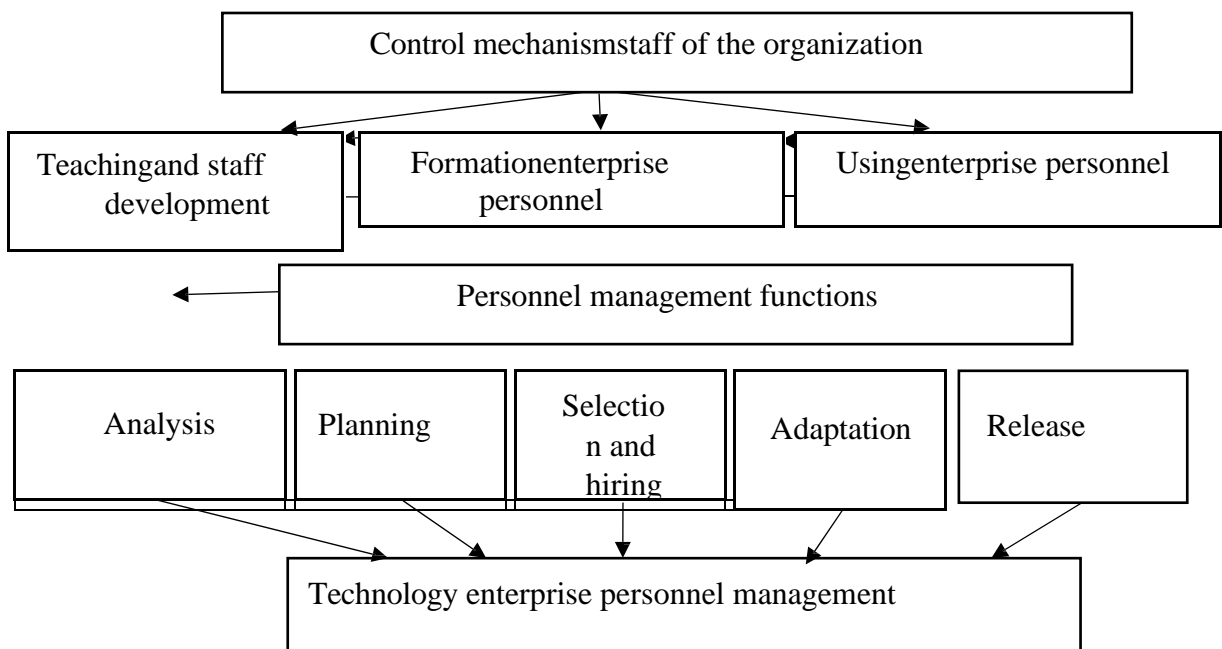 Control mechanismstaff of the organization
Teachingand staff
development
Formationenterprise
personnel
Usingenterprise personnel
Personnel management functions
Analysis
Planning
Selectio
n and
hiring
Adaptation
Release
Technology enterprise personnel management